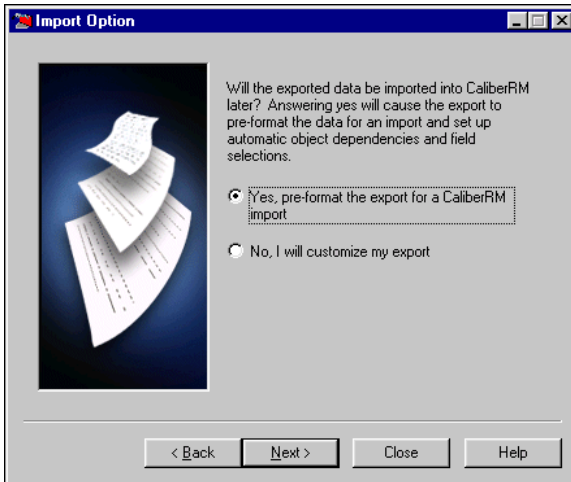 Import Option
Will the exported data be imported into CaliberRM
later? Answering yes will cause the export to
pre-format the data for an import and set up
automatic object dependencies and field
selections.
Yes, pre-format the export for a CaliberRM
import
No, I will customize my export
< Back
Next >
Close
Help